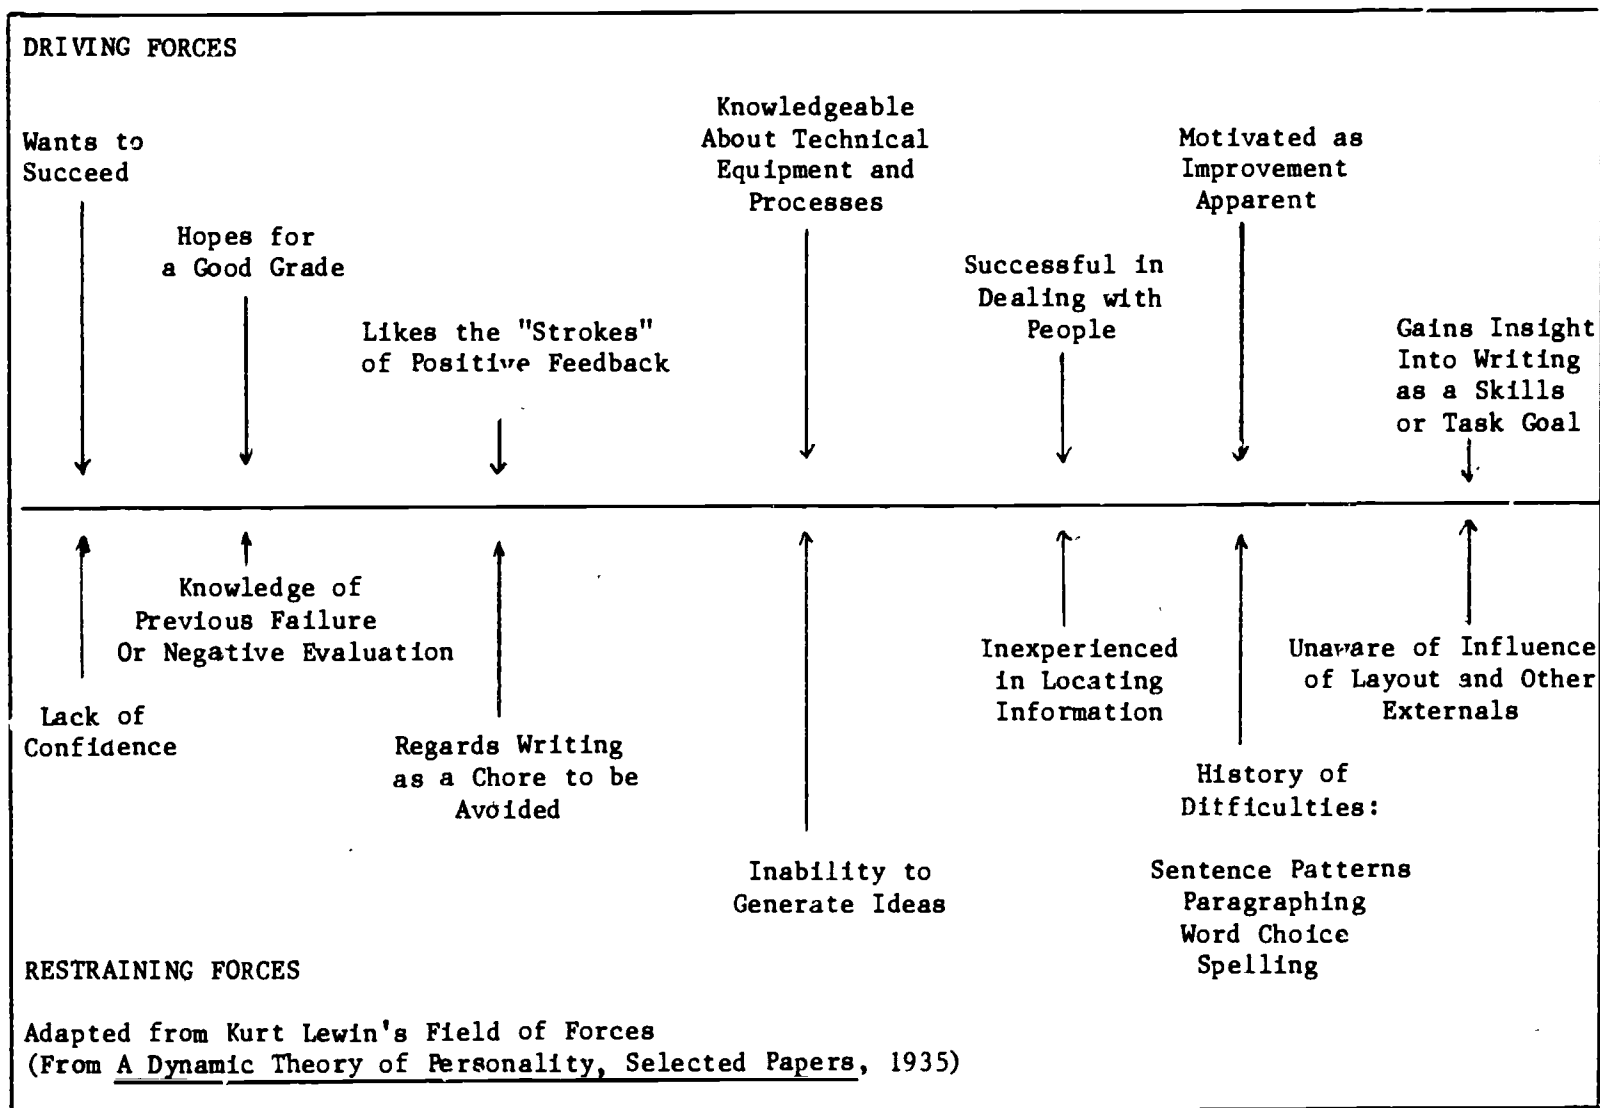 DRIVING FORCES
Wants to
Succeed
Hopes for
a Good Grade
Likes the "Strokes"
of Positive Feedback
Knowledgeable
About Technical
Equipment and
Processes
Successful in
Dealing with
People
Motivated as
Improvement
Apparent
Gains Insight
Into Writing
as a Skills
or Task Goal
Lack of
Confidence
Knowledge of
Previous Failure
Or Negative Evaluation
Regards Writing
as a Chore to be
Avoided
Inability to
Generate Ideas
Inexperienced
in Locating
Information
History of
Difficulties:
Sentence Patterns
Paragraphing
Word Choice
Spelling
Unaware of Influence
of Layout and Other
Externals
RESTRAINING FORCES
Adapted from Kurt Lewin's Field of Forces
(From A Dynamic Theory of Personality, Selected Papers, 1935)